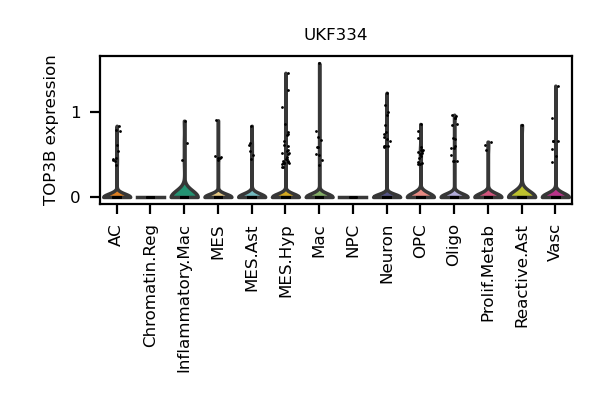 UKF334
TOP3B expression
1
0
AC
Chromatin.Reg
Inflammatory.Mac
MES
MES.Ast
MES.Hyp
Mac
NPC
Neuron
OPC
Oligo
Prolif.Metab
Reactive.Ast
Vasc